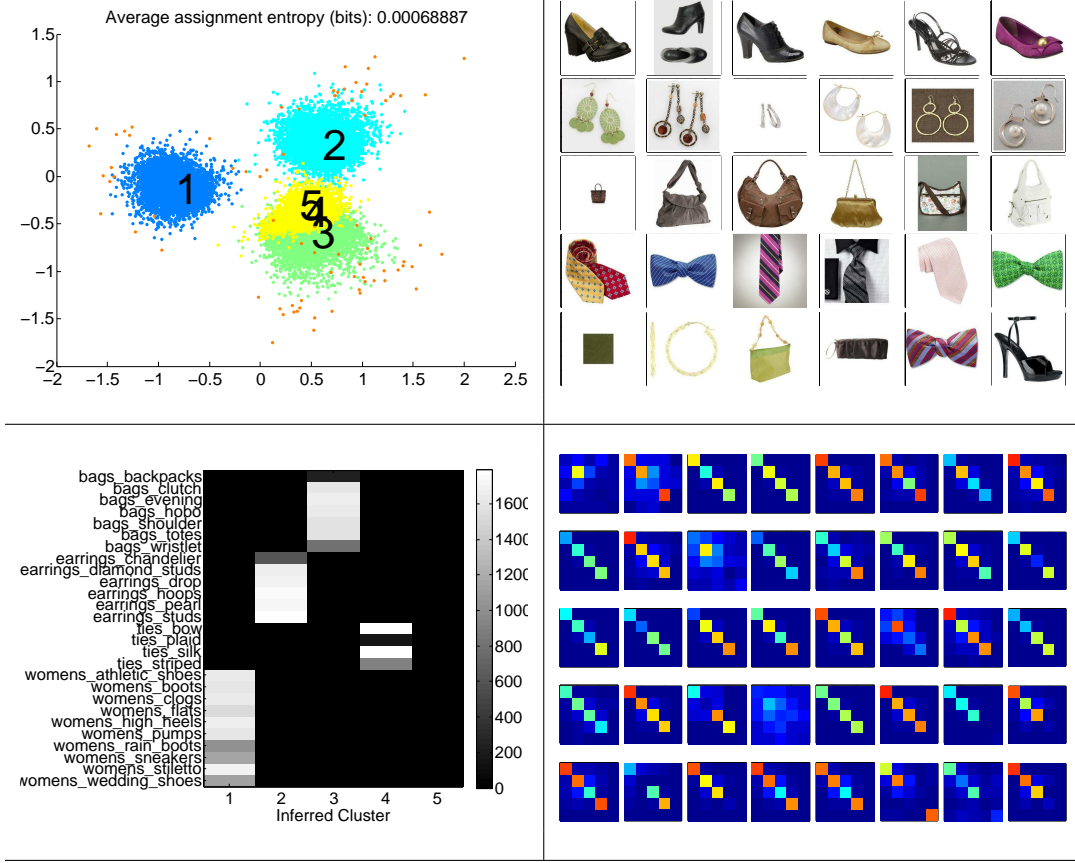 Average assignment entropy (bits): 0.00068887
1.5
1
0.5
0
−0.5
−1
−1.5
−2
−2 −1.5 −1 −0.5 0 0.5 1 1.5 2 2.5
1
2
5
4
3
bags_backpacks
bags_clutch
bags_evening
bags_hobo
bags_shoulder
bags_totes
bags_wristlet
earrings_chandelier
earrings_diamond_studs
earrings_drop
earrings_hoops
earrings_pearl
earrings_studs
ties_bow
ties_plaid
ties_silk
ties_striped
womens_athletic_shoes
womens_boots
womens_clogs
womens_flats
womens_high_heels
womens_pumps
womens_rain_boots
womens_sneakers
womens_stiletto
womens_wedding_shoes
1 2 3 4 5
Inferred Cluster
1600
1400
1200
1000
800
600
400
200
0